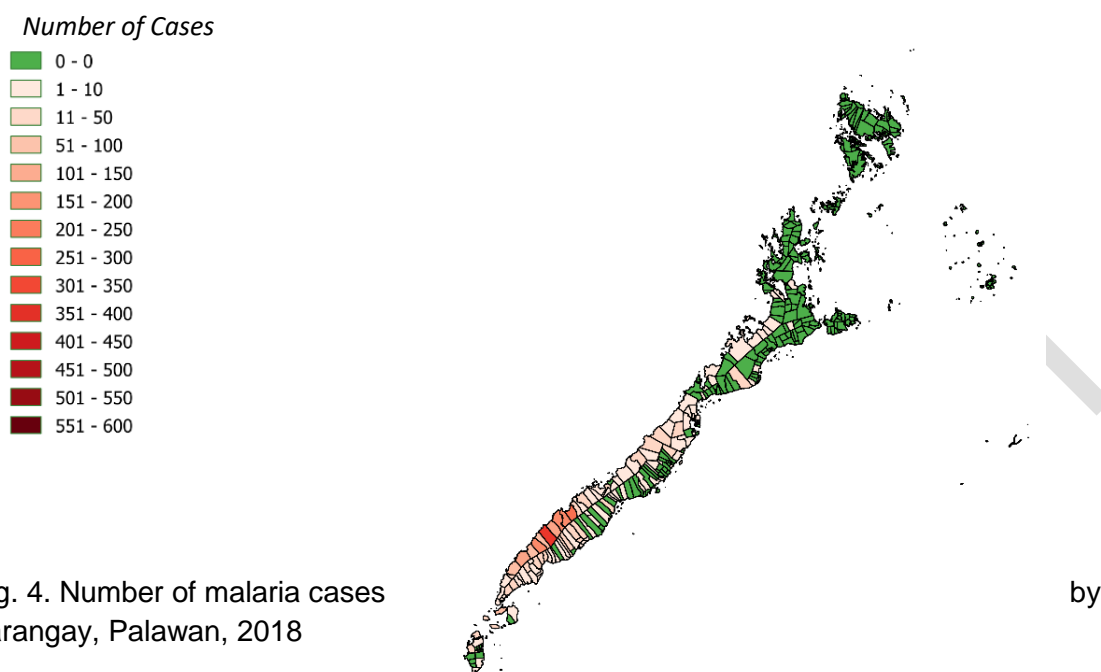 Number of Cases
0 - 0
1 - 10
11 - 50
51 - 100
101 - 150
151 - 200
201 - 250
251 - 300
301 - 350
351 - 400
401 - 450
451 - 500
501 - 550
551 - 600
g. 4. Number of malaria cases by
arangay, Palawan, 2018